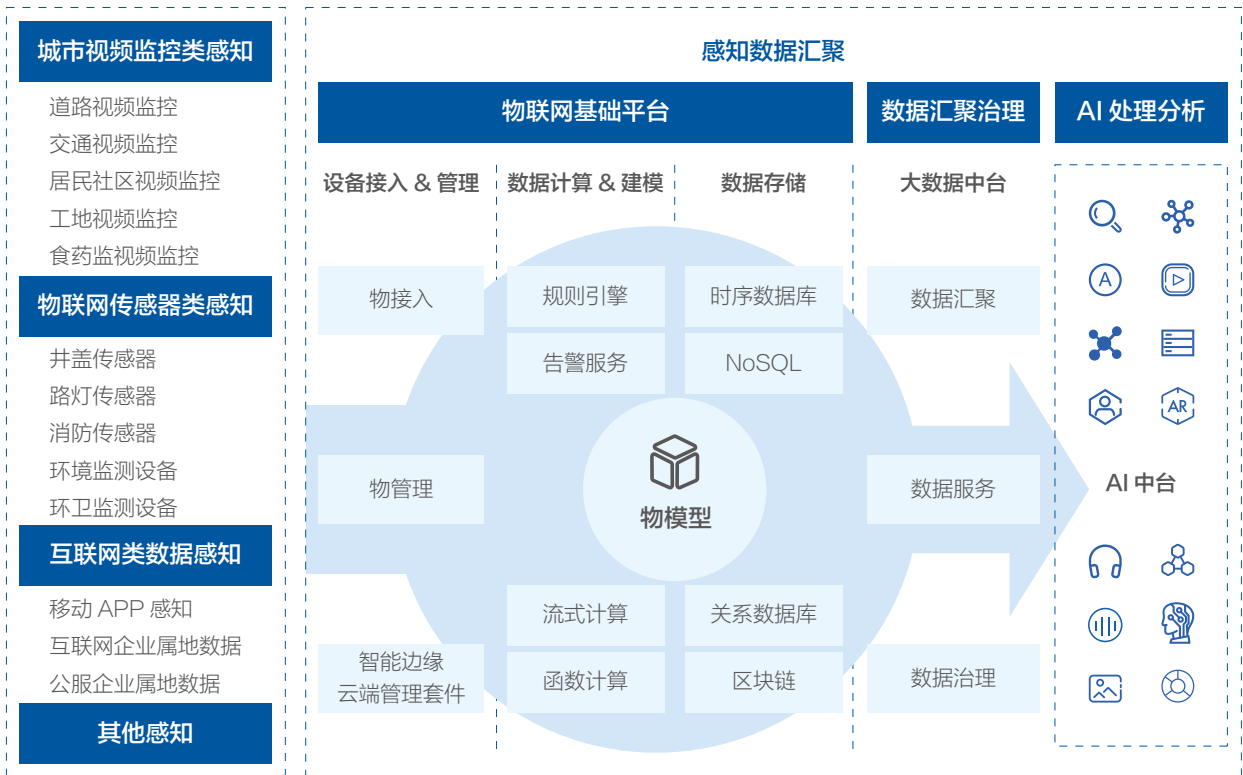 城市视频监控类感知
道路视频监控
交通视频监控
居民社区视频监控
工地视频监控
食药监视频监控
物联网传感器类感知
井盖传感器
路灯传感器
消防传感器
环境监测设备
环卫监测设备
互联网类数据感知
移动 APP 感知
互联网企业属地数据
公服企业属地数据
其他感知
感知数据汇聚
物联网基础平台
数据汇聚治理
AI 处理分析
设备接入 & 管理
数据计算 & 建模
数据存储
大数据中台
物接入
规则引擎
时序数据库
数据汇聚
告警服务
NoSQL
物管理
物模型
数据服务
流式计算
关系数据库
智能边缘
云端管理套件
函数计算
区块链
数据治理
A
AR
AI 中台